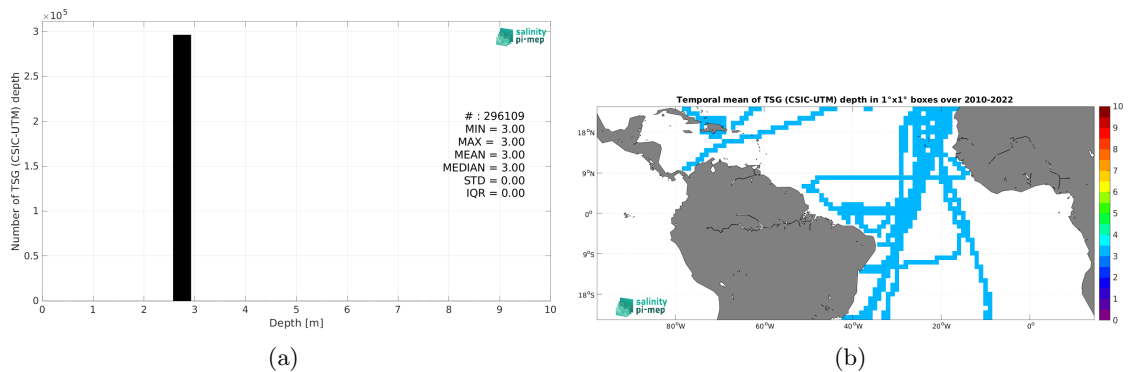 ×10⁵
3
2.5
2
1.5
1
0.5
0
Number of TSG (CSIC-UTM) depth
0 1 2 3 4 5 6 7 8 9 10
Depth [m]
salinity
pi-mep
# : 296109
MIN = 3.00
MAX = 3.00
MEAN = 3.00
MEDIAN = 3.00
STD = 0.00
IQR = 0.00
(a)
Temporal mean of TSG (CSIC-UTM) depth in 1°x1° boxes over 2010-2022
18°N
9°N
0°
9°S
18°S
80°W 60°W 40°W 20°W 0°
salinity
pi-mep
10
9
8
7
6
5
4
3
2
1
0
(b)